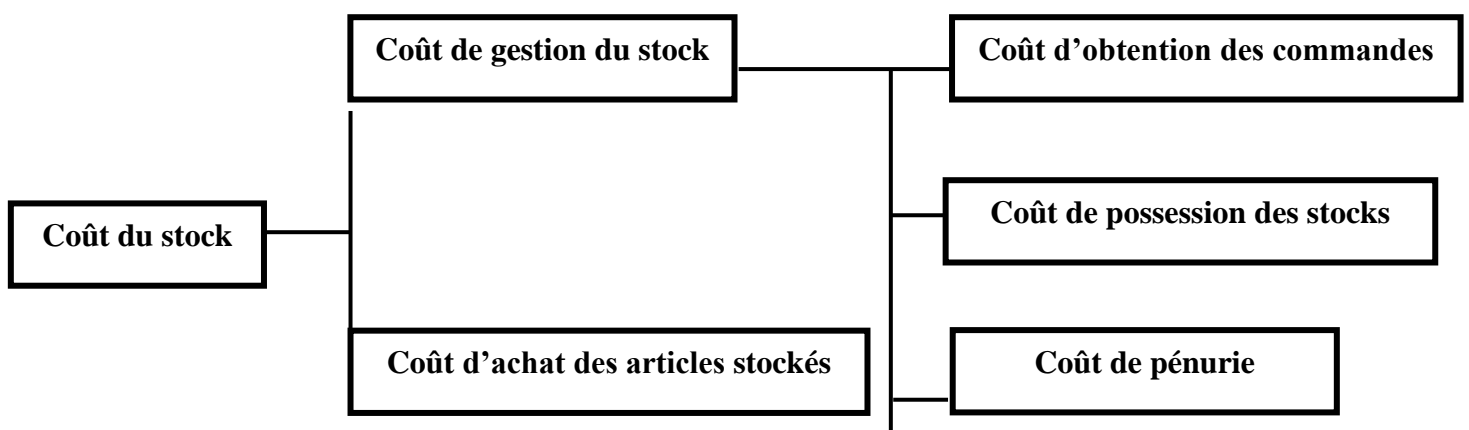 Coût de gestion du stock
Coût d’obtention des commandes
Coût de possession des stocks
Coût du stock
Coût d’achat des articles stockés
Coût de pénurie